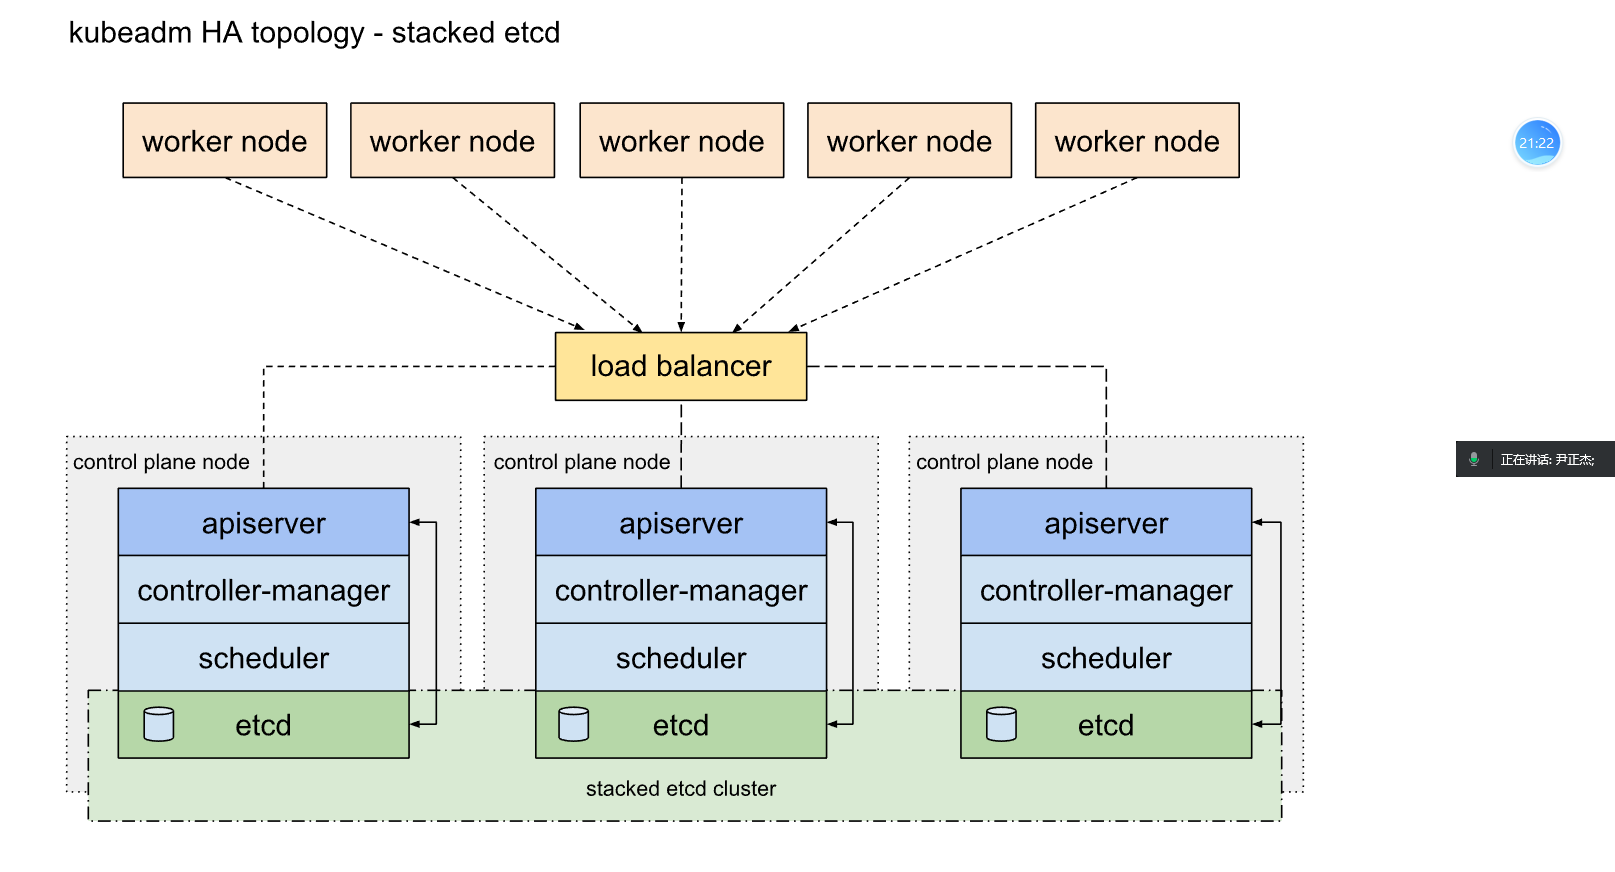 kubeadm HA topology - stacked etcd
worker node
worker node
worker node
worker node
worker node
21:22
load balancer
control plane node
control plane node
control plane node
正在讲话: 尹正杰;
apiserver
apiserver
apiserver
controller-manager
controller-manager
controller-manager
scheduler
scheduler
scheduler
etcd
etcd
etcd
stacked etcd cluster